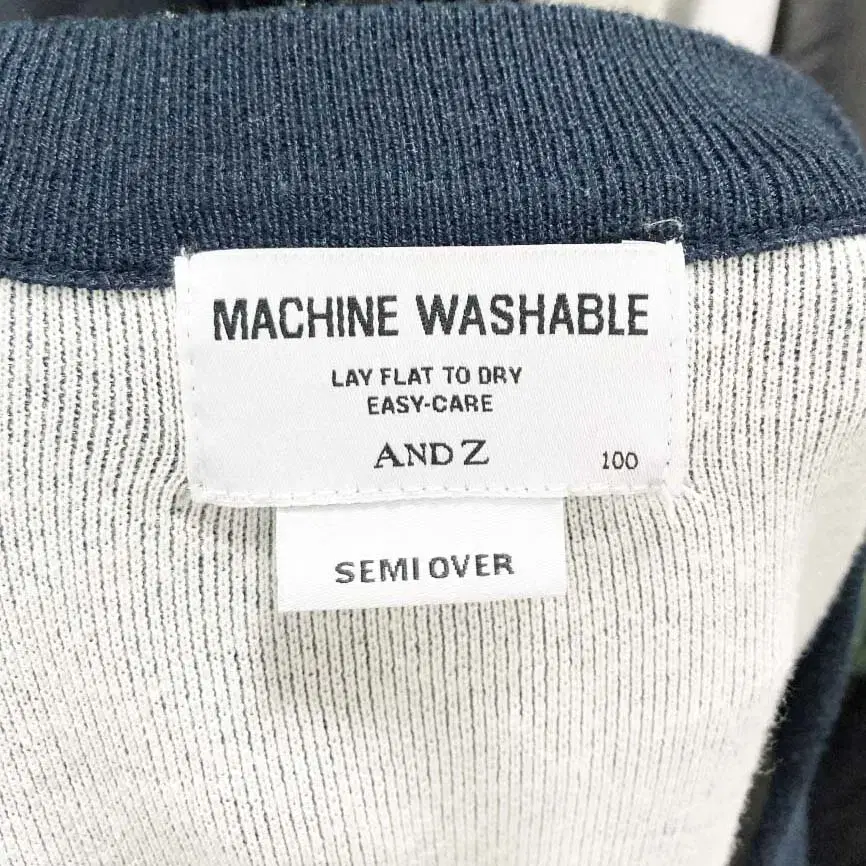 MACHINE WASHABLE
LAY FLAT TO DRY
EASY-CARE
AND Z 100
SEMI OVER